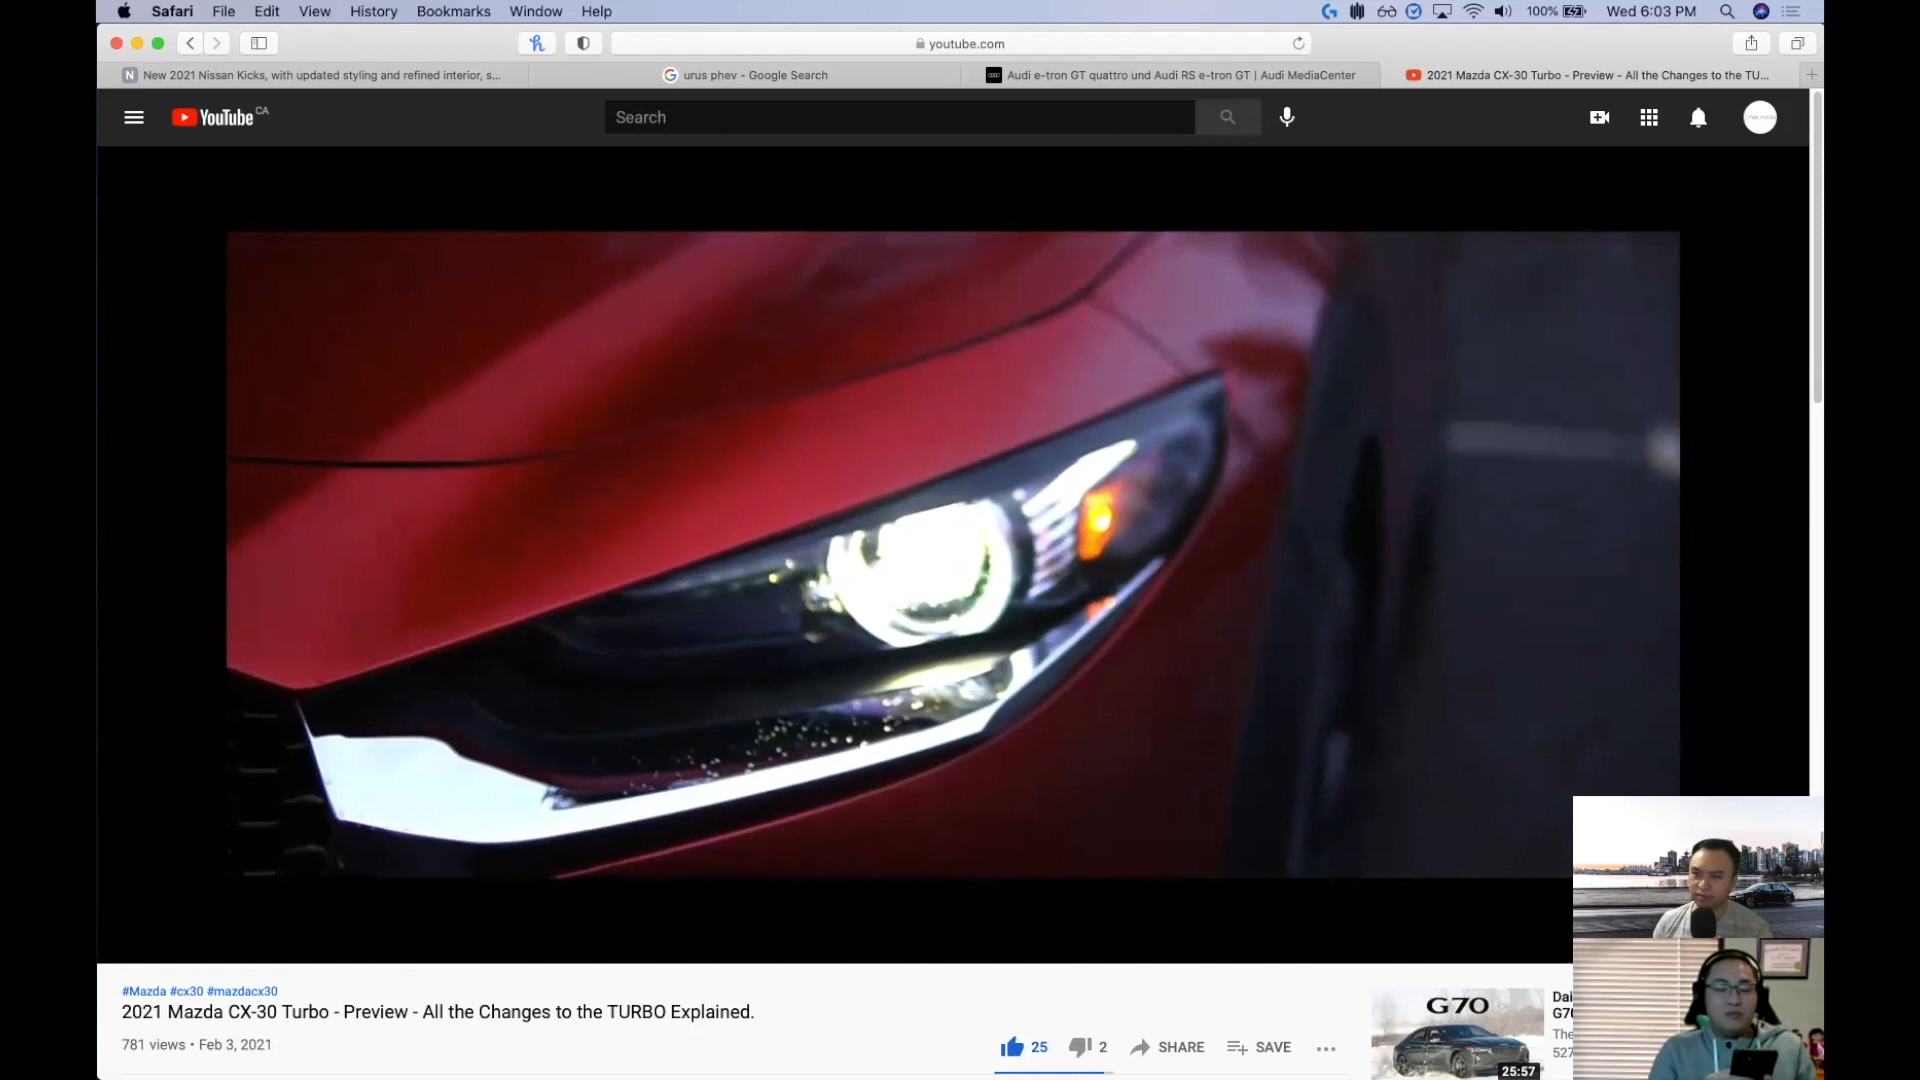 Safari File Edit View History Bookmarks Window Help 100% Wed 6:03 PM
youtube.com
New 2021 Nissan Kicks, with updated styling and refined interior, s...
urus phev - Google Search
Audi e-tron GT quattro und Audi RS e-tron GT | Audi MediaCenter
2021 Mazda CX-30 Turbo - Preview - All the Changes to the TU...
YouTube CA
Search
#Mazda #cx30 #mazdacx30
2021 Mazda CX-30 Turbo - Preview - All the Changes to the TURBO Explained.
781 views • Feb 3, 2021
25 2 SHARE SAVE
G70
25:57
Dai
G70
The
527